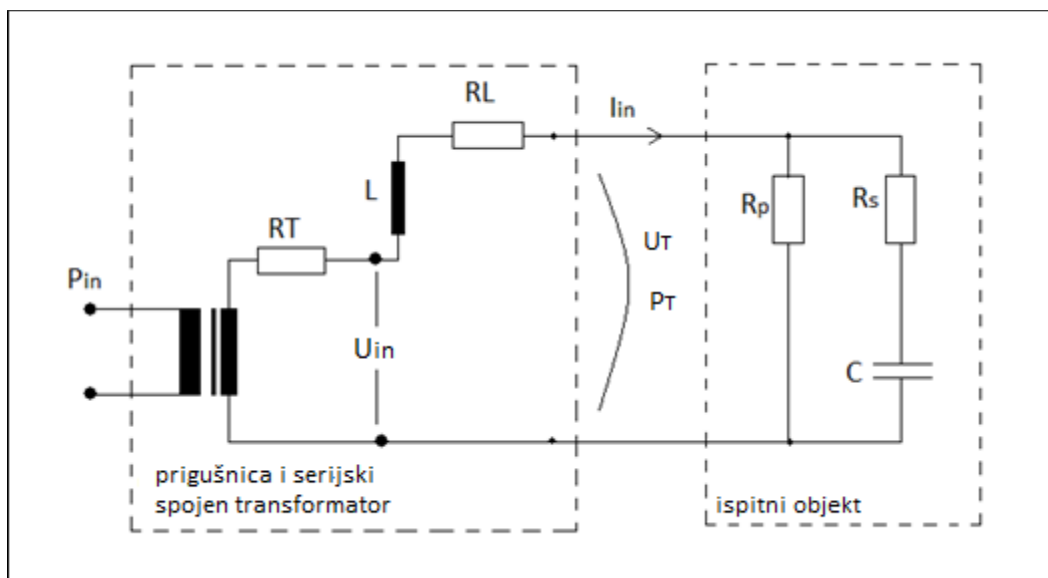 RL
Iin
L
Rp
Rs
RT
UT
Pin
PT
Uin
C
prigušnica i serijski
spojen transformator
ispitni objekt